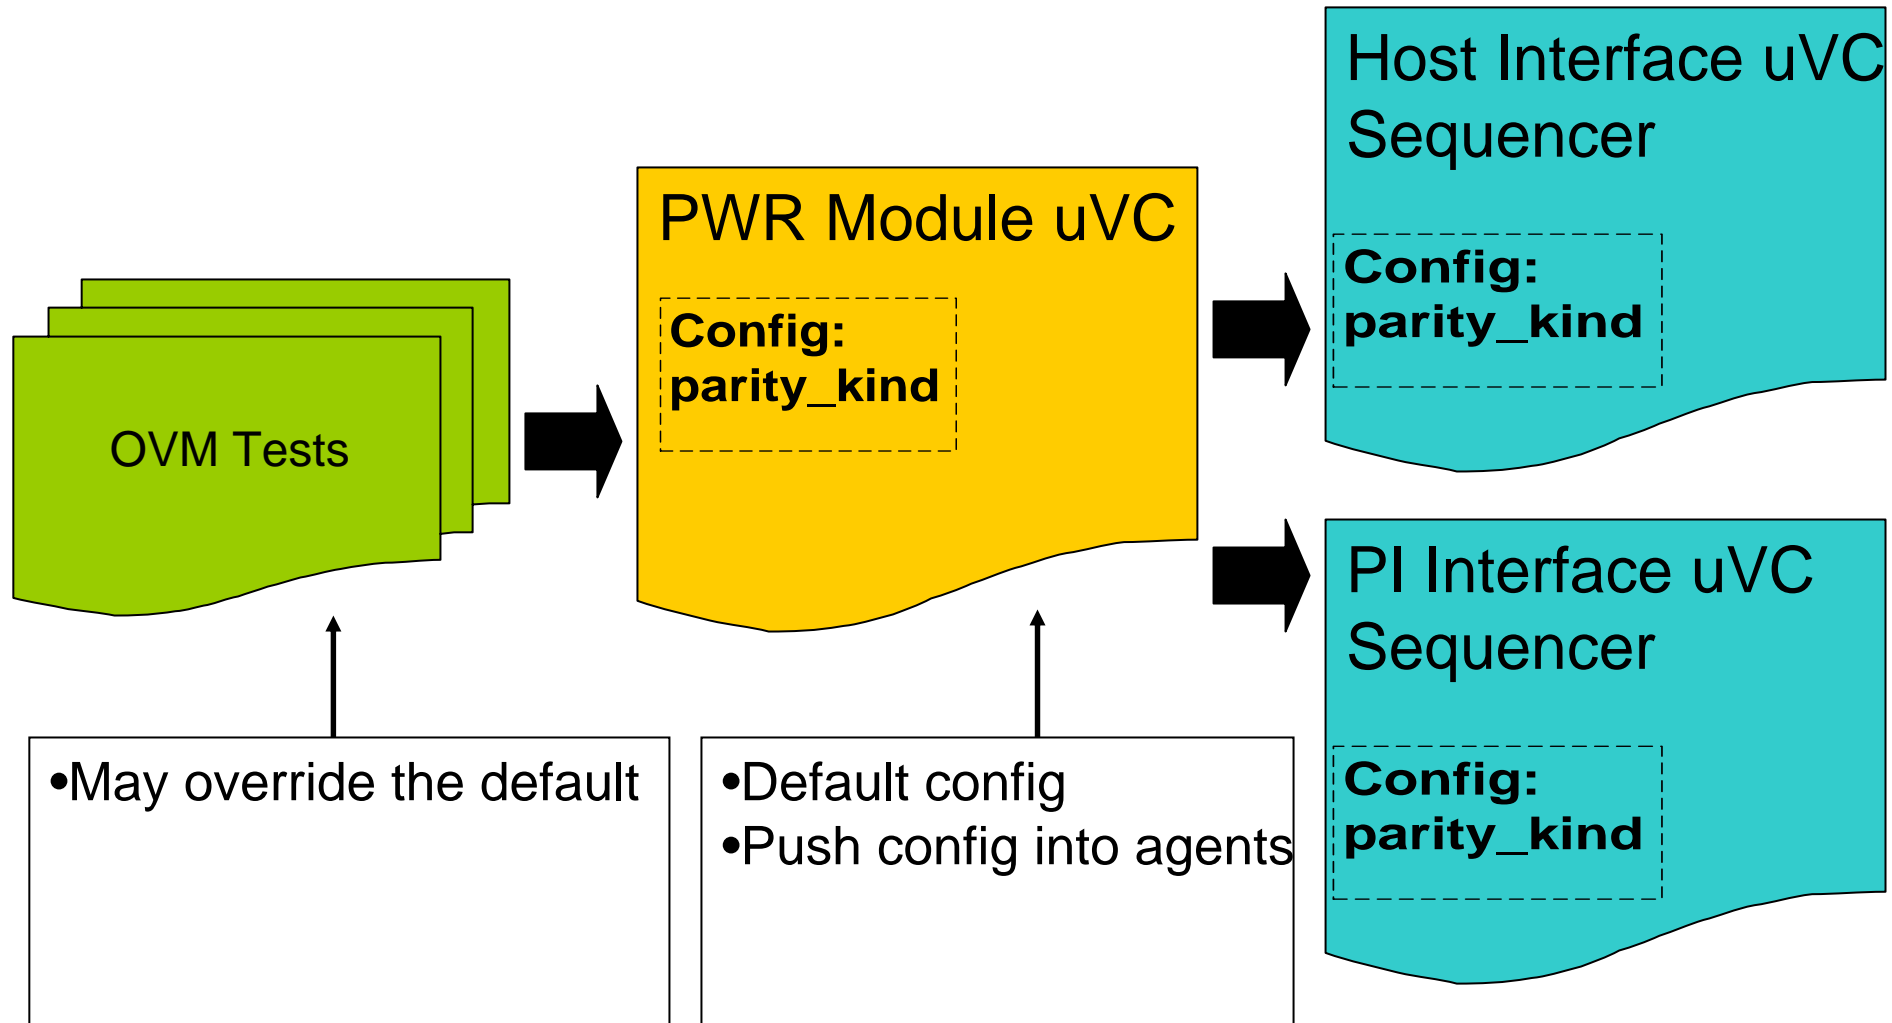 OVM Tests
•May override the default
PWR Module uVC
Config:
parity_kind
•Default config
•Push config into agents
Host Interface uVC
Sequencer
Config:
parity_kind
PI Interface uVC
Sequencer
Config:
parity_kind